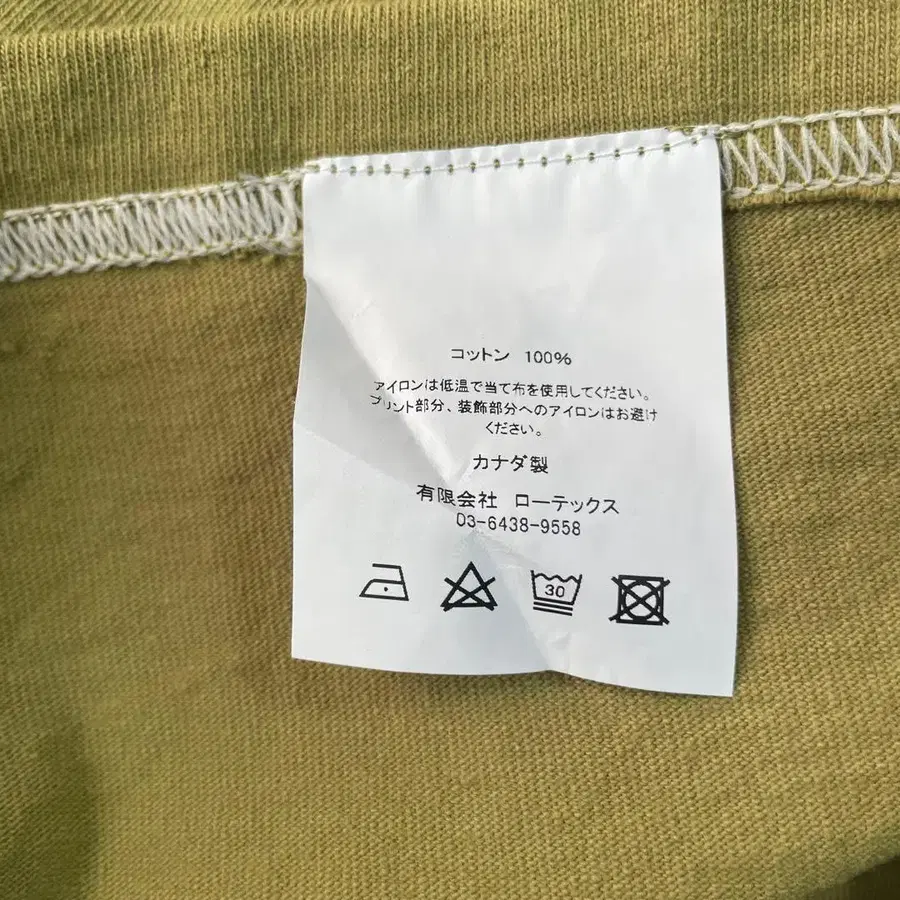 コットン 100%
アイロンは低温で当て布を使用してください。
プリント部分、装飾部分へのアイロンはお避け
ください。
カナダ製
有限会社 ローテックス
03-6438-9558
30